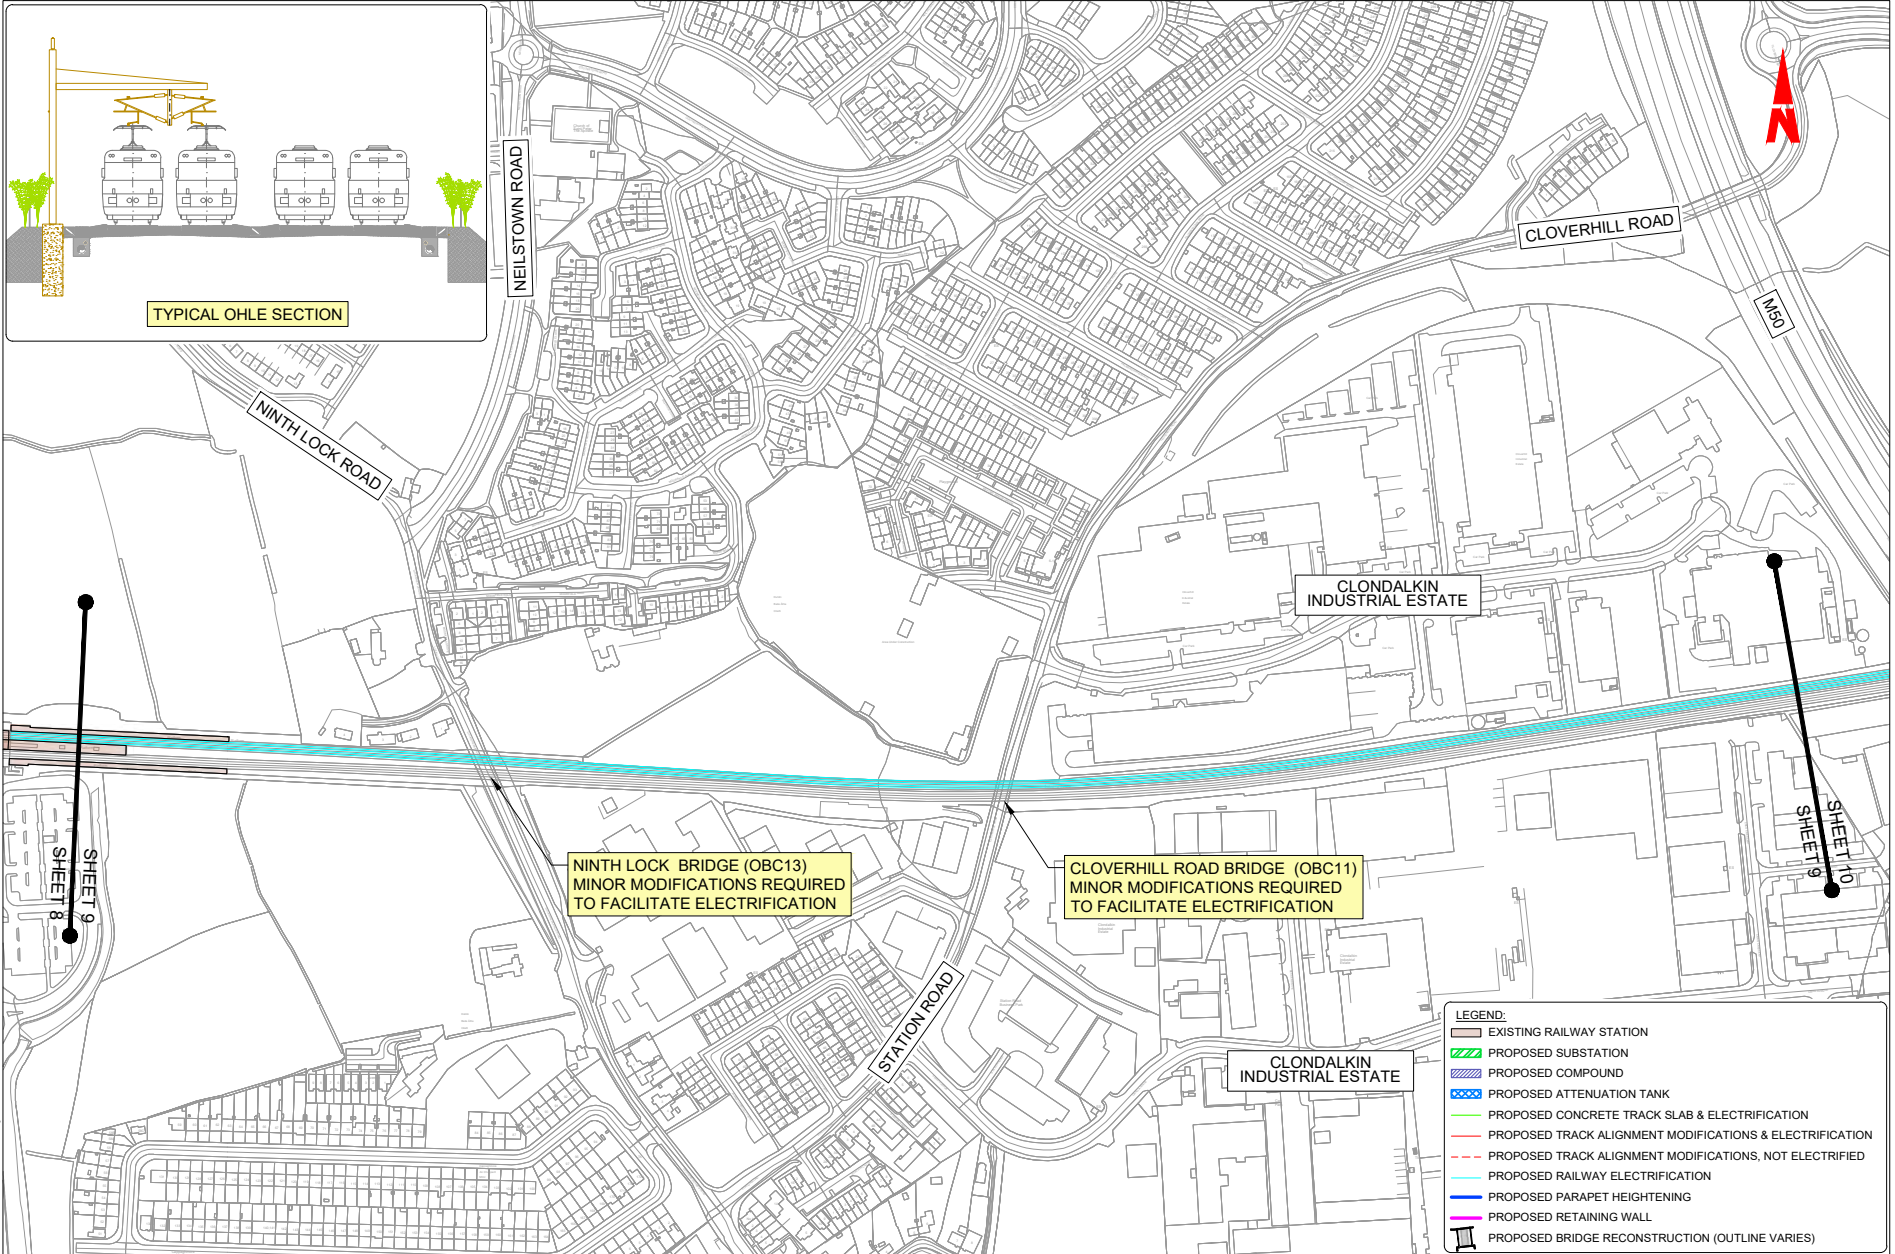 TYPICAL OHLE SECTION
NEILSTOWN ROAD
NINTH LOCK ROAD
CLOVERHILL ROAD
N
M50
CLONDALKIN
INDUSTRIAL ESTATE
SHEET 9
SHEET 8
NINTH LOCK BRIDGE (OBC13)
MINOR MODIFICATIONS REQUIRED
TO FACILITATE ELECTRIFICATION
CLOVERHILL ROAD BRIDGE (OBC11)
MINOR MODIFICATIONS REQUIRED
TO FACILITATE ELECTRIFICATION
SHEET 10
SHEET 9
STATION ROAD
CLONDALKIN
INDUSTRIAL ESTATE
LEGEND:
EXISTING RAILWAY STATION
PROPOSED SUBSTATION
PROPOSED COMPOUND
PROPOSED ATTENUATION TANK
PROPOSED CONCRETE TRACK SLAB & ELECTRIFICATION
PROPOSED TRACK ALIGNMENT MODIFICATIONS & ELECTRIFICATION
PROPOSED TRACK ALIGNMENT MODIFICATIONS, NOT ELECTRIFIED
PROPOSED RAILWAY ELECTRIFICATION
PROPOSED PARAPET HEIGHTENING
PROPOSED RETAINING WALL
PROPOSED BRIDGE RECONSTRUCTION (OUTLINE VARIES)